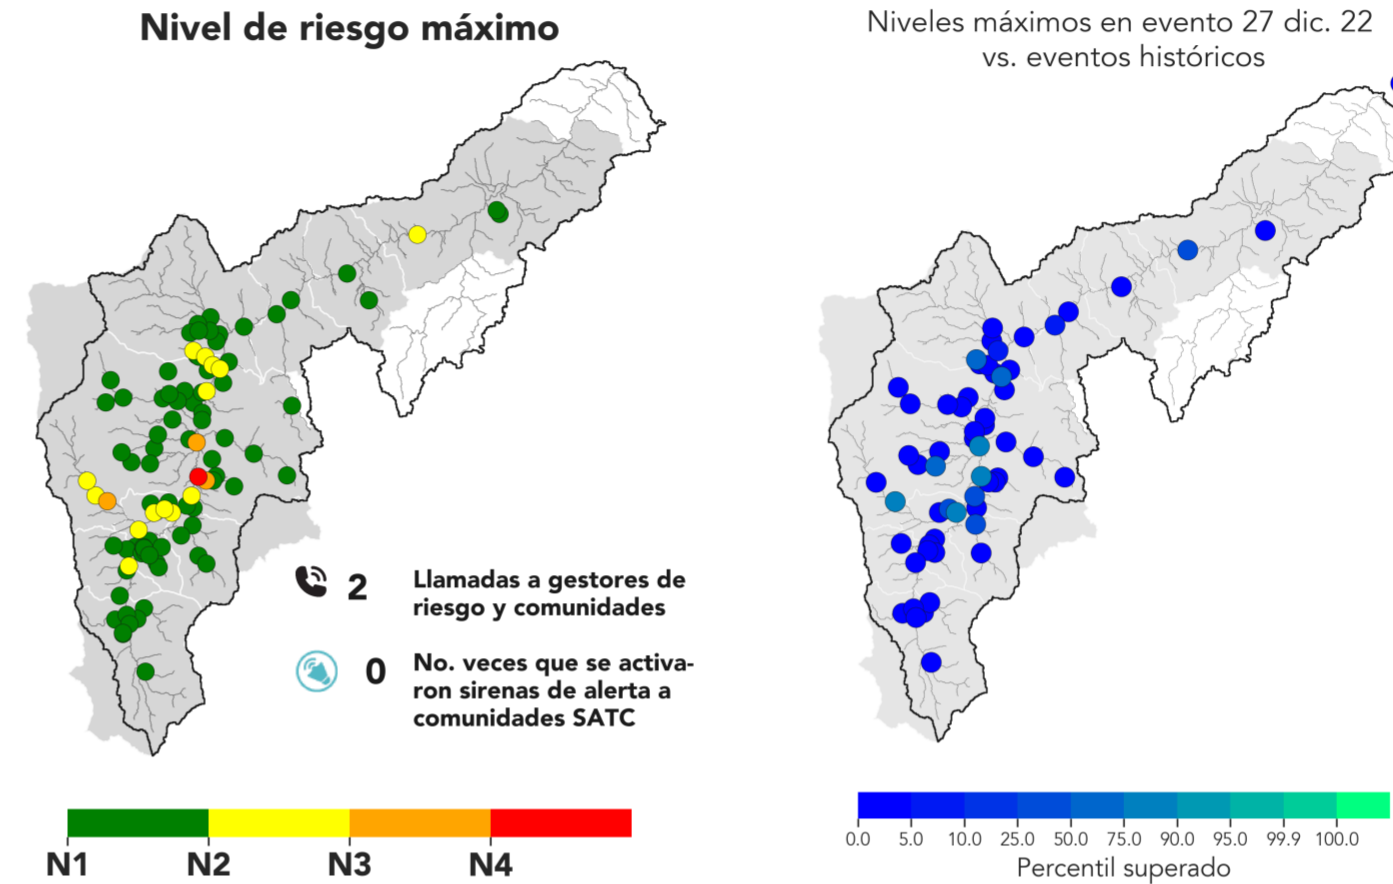 Nivel de riesgo máximo
2
Llamadas a gestores de
riesgo y comunidades
0
No. veces que se activa-
ron sirenas de alerta a
comunidades SATC
N1 N2 N3 N4
Niveles máximos en evento 27 dic. 22
vs. eventos históricos
0.0 5.0 10.0 25.0 50.0 75.0 90.0 95.0 99.9 100.0
Percentil superado